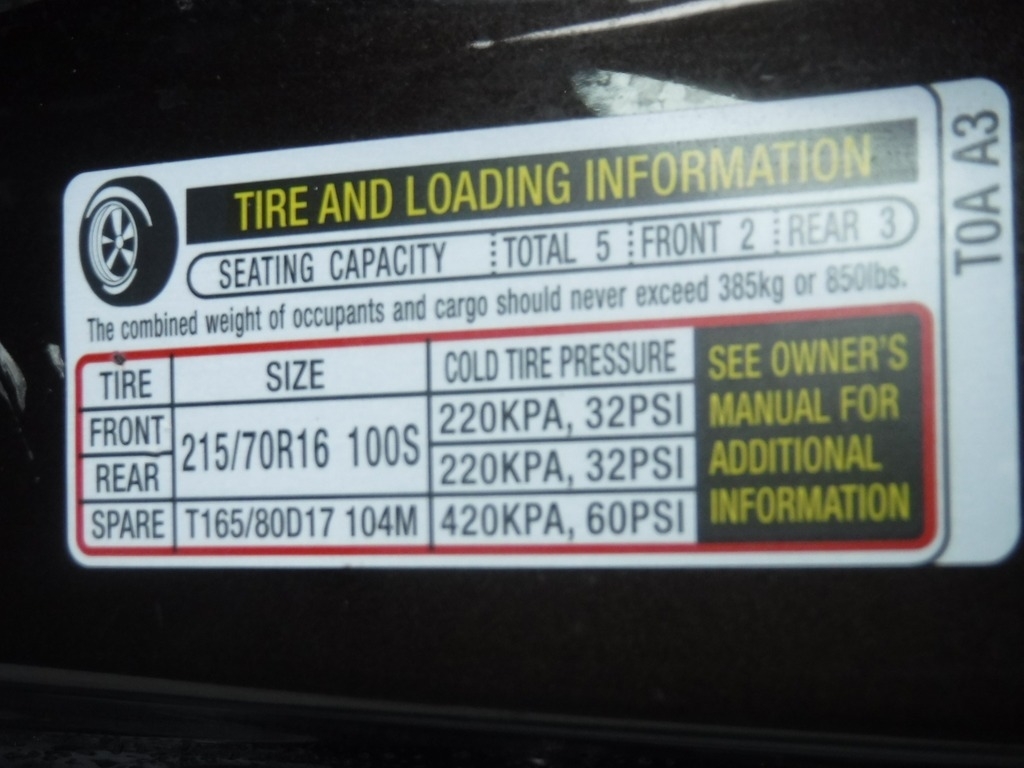 TIRE AND LOADING INFORMATION
SEATING CAPACITY TOTAL 5 FRONT 2 REAR 3
The combined weight of occupants and cargo should never exceed 385kg or 850lbs.
TIRE SIZE COLD TIRE PRESSURE
FRONT 215/70R16 100S 220KPA, 32PSI
REAR 220KPA, 32PSI
SPARE T165/80D17 104M 420KPA, 60PSI
SEE OWNER'S
MANUAL FOR
ADDITIONAL
INFORMATION
T0A A3